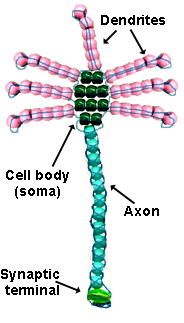 Dendrites
Cell body
(soma)
Axon
Synaptic
terminal